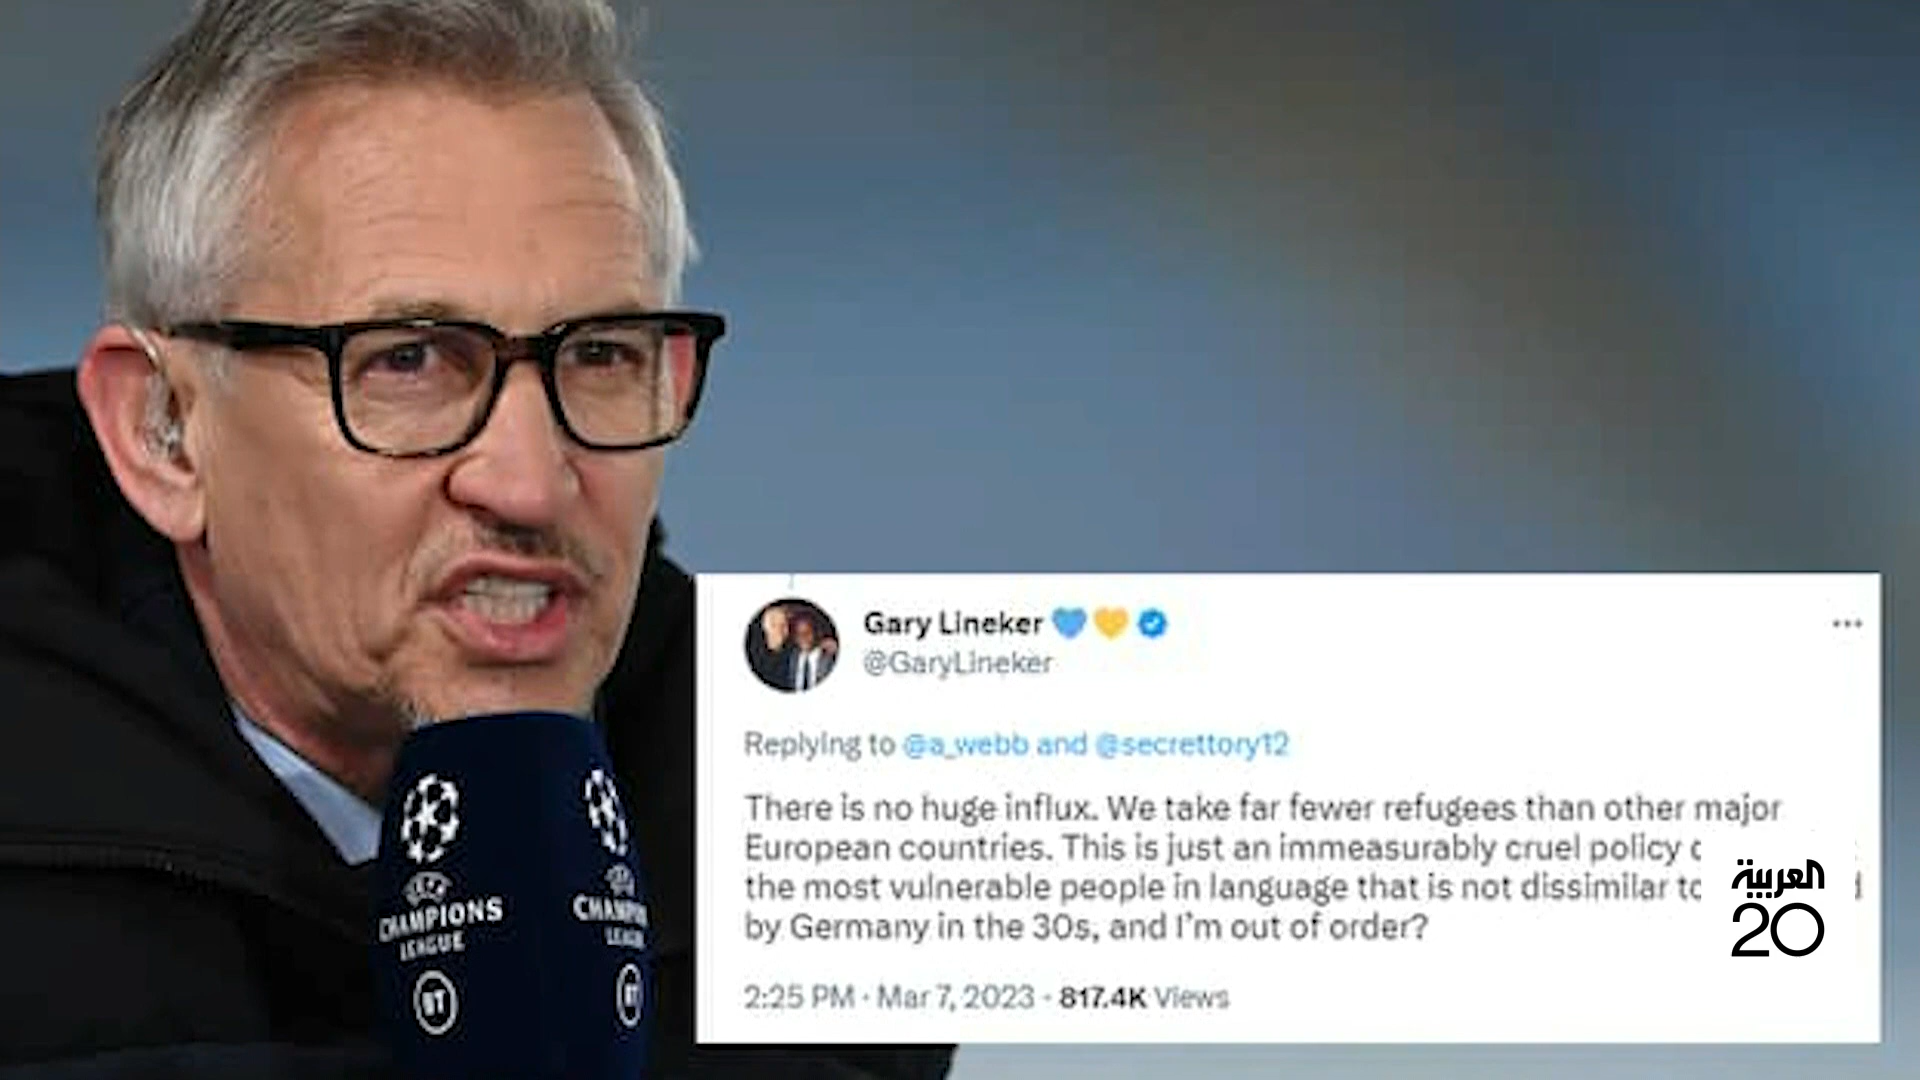 Gary Lineker
@GaryLineker
Replying to @a_webb and @secrettory12
There is no huge influx. We take far fewer refugees than other major
European countries. This is just an immeasurably cruel policy
the most vulnerable people in language that is not dissimilar to
by Germany in the 30s, and I'm out of order?
2:25 PM · Mar 7, 2023 · 817.4K Views
العربية
20
CHAMPIONS
LEAGUE
BT
CHAMPIO
LEAGUE
BT